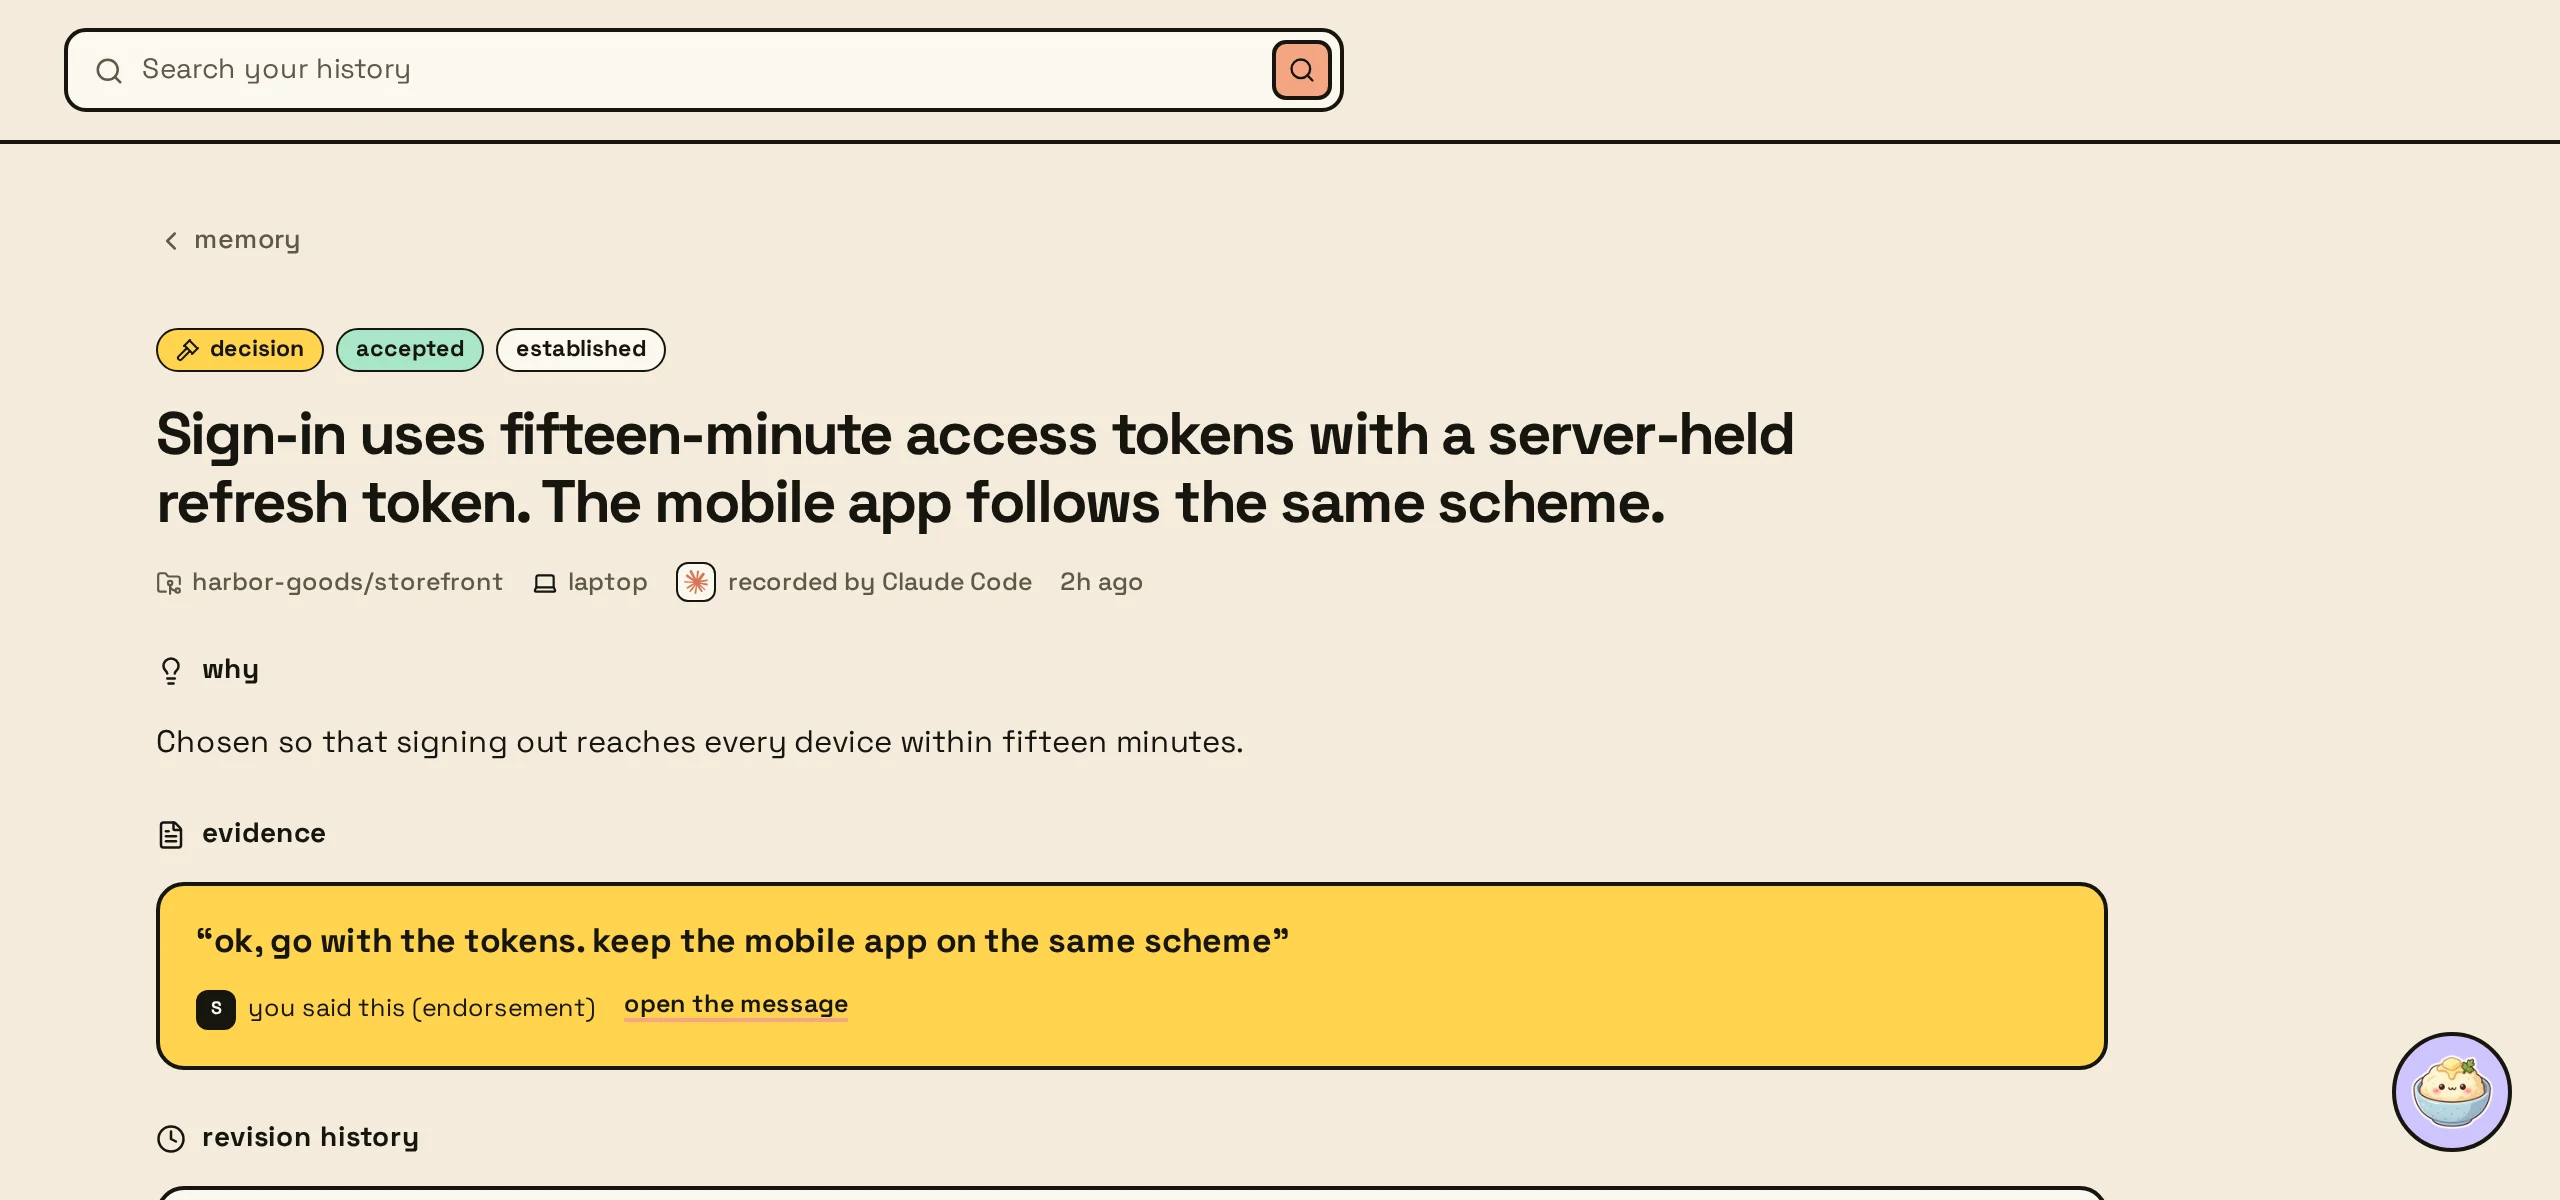 Search your history
memory
decision
accepted
established
Sign-in uses fifteen-minute access tokens with a server-held
refresh token. The mobile app follows the same scheme.
harbor-goods/storefront
laptop
recorded by Claude Code
2h ago
why
Chosen so that signing out reaches every device within fifteen minutes.
evidence
“ok, go with the tokens. keep the mobile app on the same scheme”
S
you said this (endorsement)
open the message
revision history